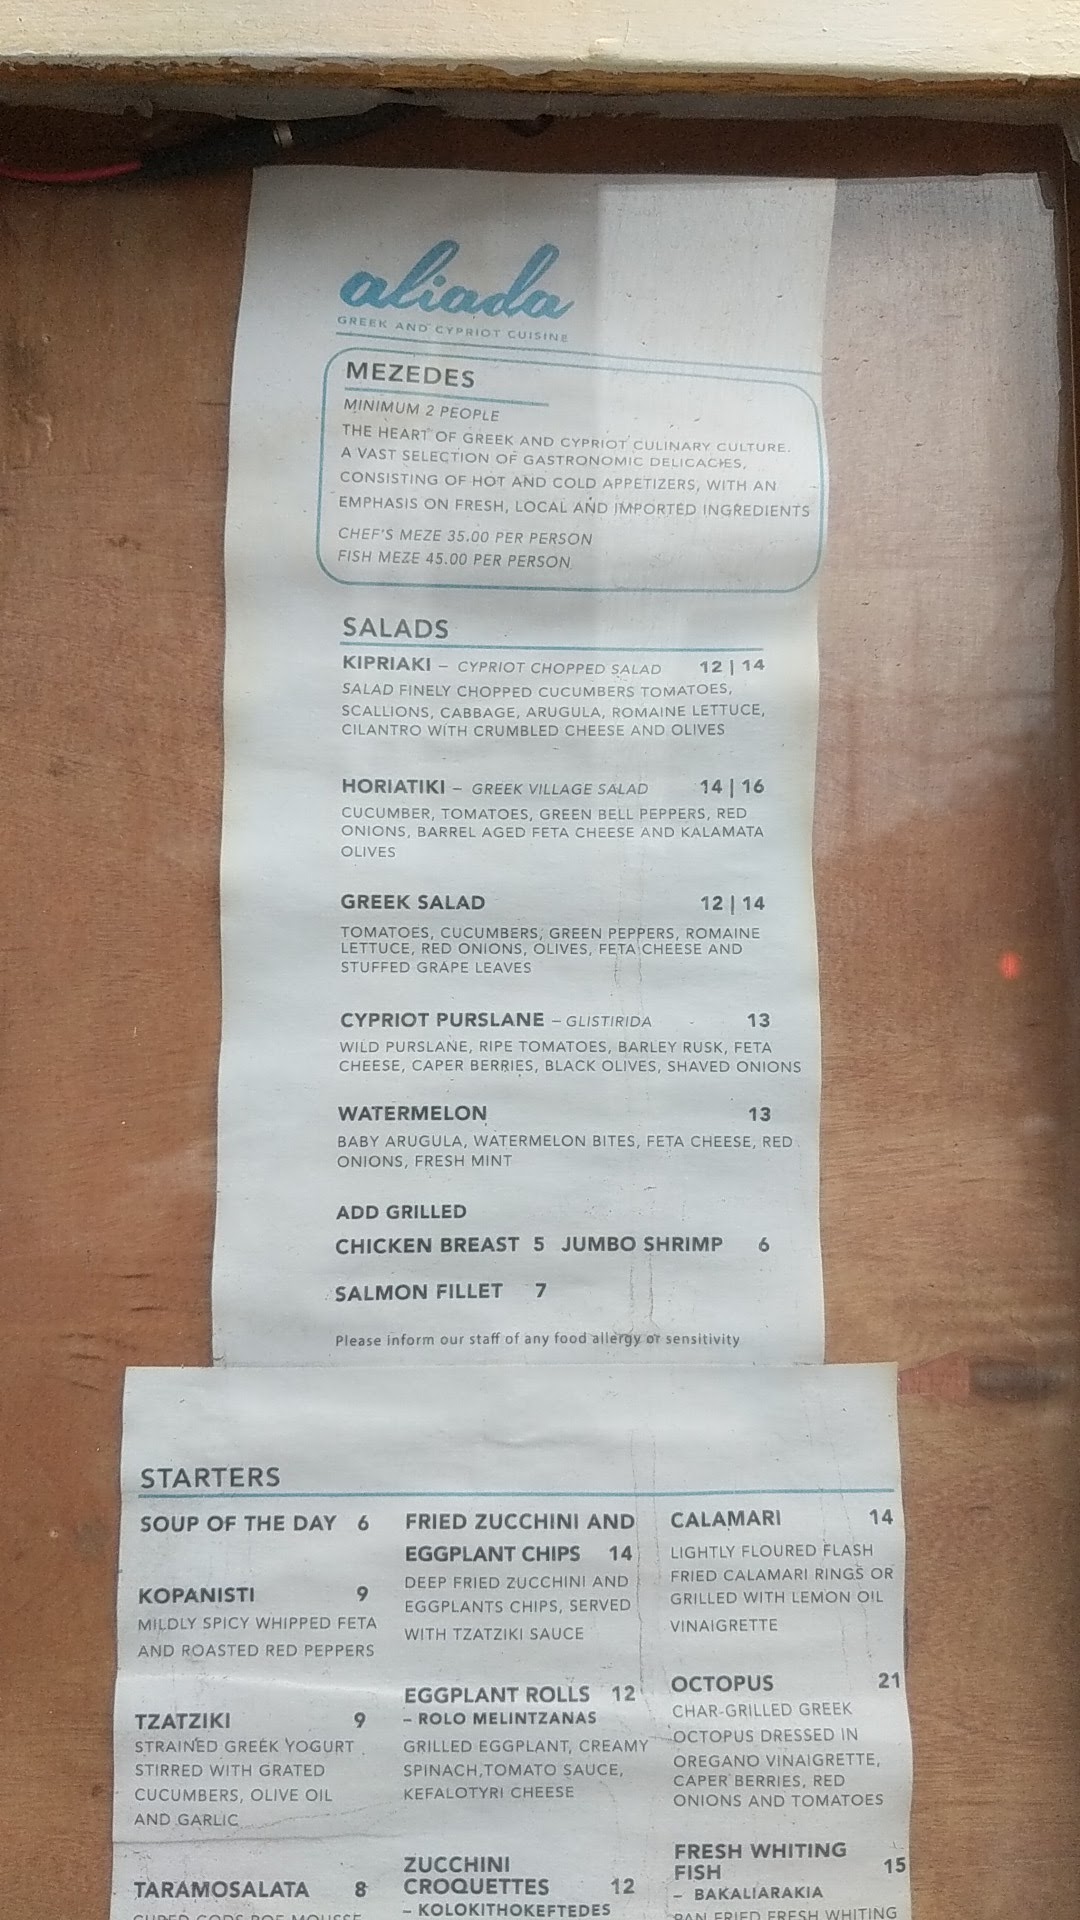 aliada
GREEK AND CYPRIOT CUISINE
MEZEDES
MINIMUM 2 PEOPLE
THE HEART OF GREEK AND CYPRIOT CULINARY CULTURE.
A VAST SELECTION OF GASTRONOMIC DELICACIES,
CONSISTING OF HOT AND COLD APPETIZERS, WITH AN
EMPHASIS ON FRESH, LOCAL AND IMPORTED INGREDIENTS
CHEF'S MEZE 35.00 PER PERSON
FISH MEZE 45.00 PER PERSON
SALADS
KIPRIAKI – CYPRIOT CHOPPED SALAD 12 | 14
SALAD FINELY CHOPPED CUCUMBERS TOMATOES,
SCALLIONS, CABBAGE, ARUGULA, ROMAINE LETTUCE,
CILANTRO WITH CRUMBLED CHEESE AND OLIVES
HORIATIKI – GREEK VILLAGE SALAD 14 | 16
CUCUMBER, TOMATOES, GREEN BELL PEPPERS, RED
ONIONS, BARREL AGED FETA CHEESE AND KALAMATA
OLIVES
GREEK SALAD 12 | 14
TOMATOES, CUCUMBERS, GREEN PEPPERS, ROMAINE
LETTUCE, RED ONIONS, OLIVES, FETA CHEESE AND
STUFFED GRAPE LEAVES
CYPRIOT PURSLANE – GLISTIRIDA 13
WILD PURSLANE, RIPE TOMATOES, BARLEY RUSK, FETA
CHEESE, CAPER BERRIES, BLACK OLIVES, SHAVED ONIONS
WATERMELON 13
BABY ARUGULA, WATERMELON BITES, FETA CHEESE, RED
ONIONS, FRESH MINT
ADD GRILLED
CHICKEN BREAST 5 JUMBO SHRIMP 6
SALMON FILLET 7
Please inform our staff of any food allergy or sensitivity
STARTERS
SOUP OF THE DAY 6
KOPANISTI 9
MILDLY SPICY WHIPPED FETA
AND ROASTED RED PEPPERS
TZATZIKI 9
STRAINED GREEK YOGURT
STIRRED WITH GRATED
CUCUMBERS, OLIVE OIL
AND GARLIC
TARAMOSALATA 8
CURED CODS ROE MOUSSE
FRIED ZUCCHINI AND
EGGPLANT CHIPS 14
DEEP FRIED ZUCCHINI AND
EGGPLANTS CHIPS, SERVED
WITH TZATZIKI SAUCE
EGGPLANT ROLLS 12
– ROLO MELINTZANAS
GRILLED EGGPLANT, CREAMY
SPINACH,TOMATO SAUCE,
KEFALOTYRI CHEESE
ZUCCHINI
CROQUETTES 12
– KOLOKITHOKEFTEDES
CALAMARI 14
LIGHTLY FLOURED FLASH
FRIED CALAMARI RINGS OR
GRILLED WITH LEMON OIL
VINAIGRETTE
OCTOPUS 21
CHAR-GRILLED GREEK
OCTOPUS DRESSED IN
OREGANO VINAIGRETTE,
CAPER BERRIES, RED
ONIONS AND TOMATOES
FRESH WHITING
FISH 15
– BAKALIARAKIA
PAN FRIED FRESH WHITING